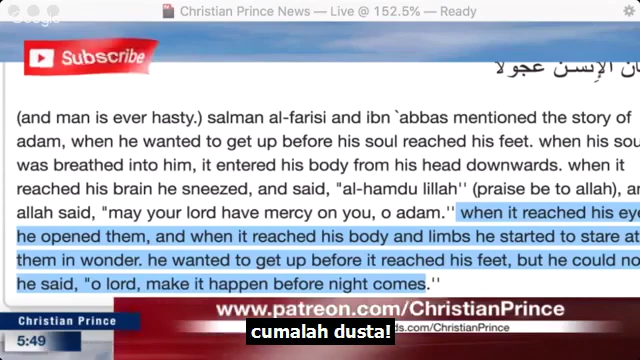 Christian Prince News — Live @ 152.5% — Ready
Google
Subscribe
ان الإنسن عجولا
(and man is ever hasty.) salman al-farisi and ibn `abbas mentioned the story of
adam, when he wanted to get up before his soul reached his feet. when his sou
was breathed into him, it entered his body from his head downwards. when it
reached his brain he sneezed, and said, "al-hamdu lillah'' (praise be to allah), an
allah said, "may your lord have mercy on you, o adam.'' when it reached his eye
he opened them, and when it reached his body and limbs he started to stare at
them in wonder. he wanted to get up before it reached his feet, but he could no
he said, "o lord, make it happen before night comes.''
www.patreon.com/ChristianPrince
Christian Prince
ds.com/ChristianPrince
5:49
cumalah dusta!